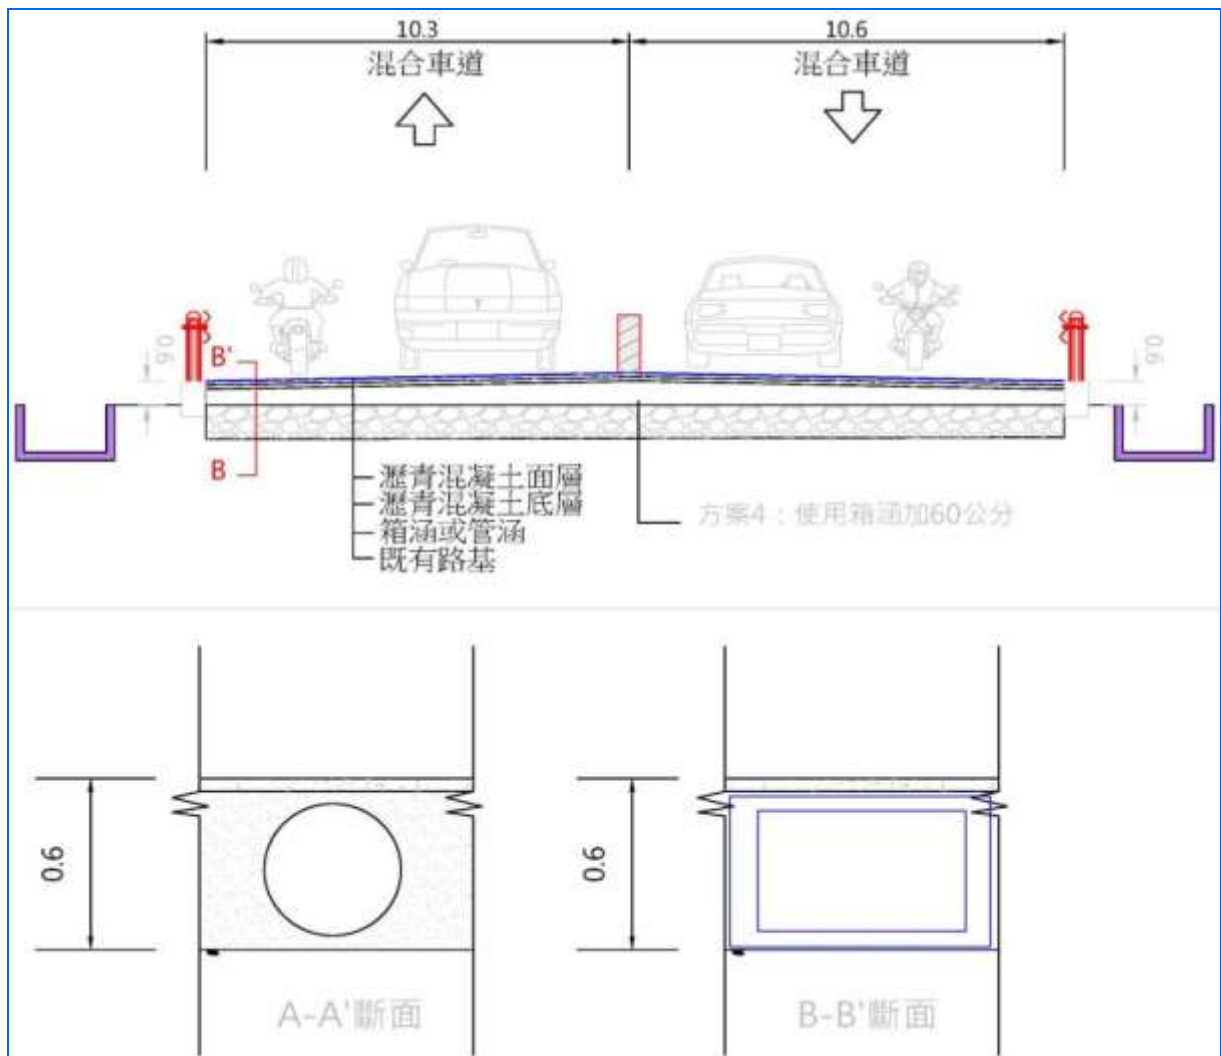 10.3
10.6
混合車道
混合車道
0.6
0.6
B'
B
瀝青混凝土面層
瀝青混凝土底層
箱涵或管涵
既有路基
方案4：使用箱涵加60公分
0.6
0.6
A-A'斷面
B-B'斷面